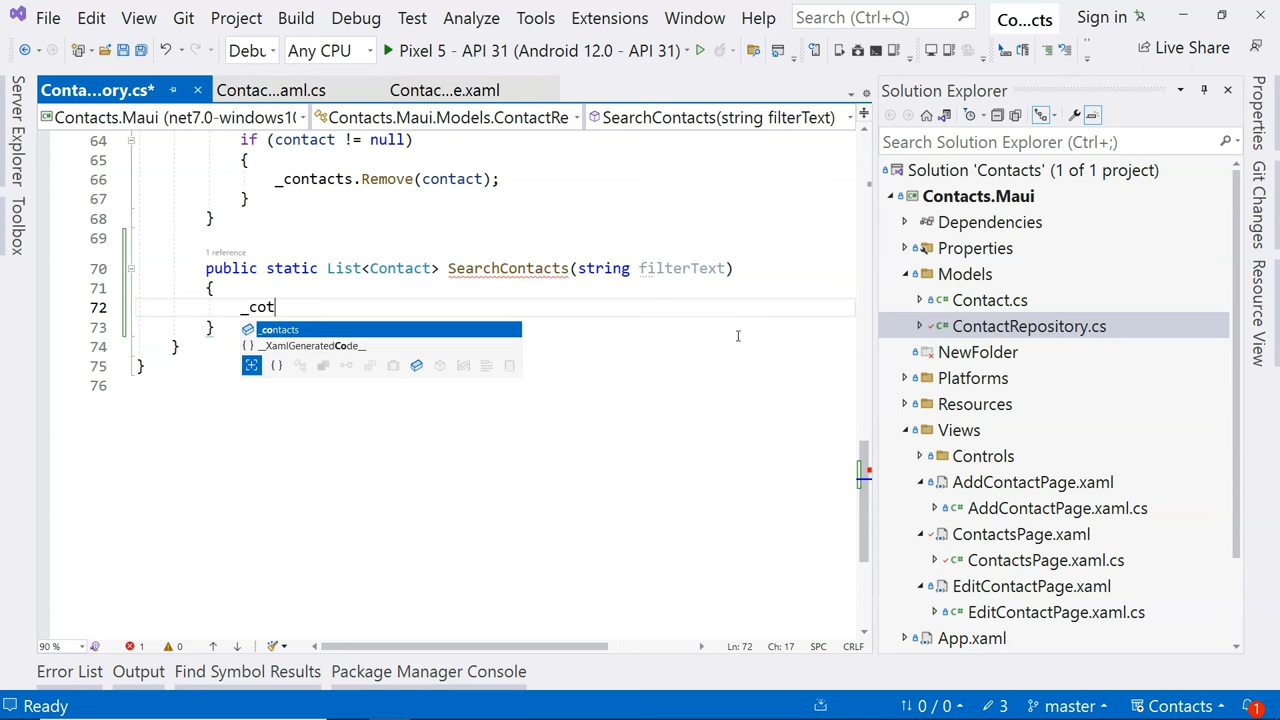 File Edit View Git Project Build Debug Test Analyze Tools Extensions Window Help Search (Ctrl+Q) Co...cts Sign in
Debu Any CPU Pixel 5 - API 31 (Android 12.0 - API 31) Live Share
Conta...ory.cs* Contac...aml.cs Contac...e.xaml
Contacts.Maui (net7.0-windows1( Contacts.Maui.Models.ContactRe SearchContacts(string filterText)
64 if (contact != null)
65 {
66 _contacts.Remove(contact);
67 }
68 }
69
1 reference
70 public static List<Contact> SearchContacts(string filterText)
71 {
72 _cot
73 }
_contacts
{ } __XamlGeneratedCode__
74 }
75 }
76
90 % 1 0 Ln: 72 Ch: 17 SPC CRLF
Server Explorer
Toolbox
Solution Explorer
Search Solution Explorer (Ctrl+;)
Solution 'Contacts' (1 of 1 project)
Contacts.Maui
Dependencies
Properties
Models
C# Contact.cs
C# ContactRepository.cs
NewFolder
Platforms
Resources
Views
Controls
AddContactPage.xaml
C# AddContactPage.xaml.cs
ContactsPage.xaml
C# ContactsPage.xaml.cs
EditContactPage.xaml
C# EditContactPage.xaml.cs
App.xaml
Properties
Git Changes
Resource View
Error List Output Find Symbol Results Package Manager Console
Ready 0 / 0 3 master Contacts 1